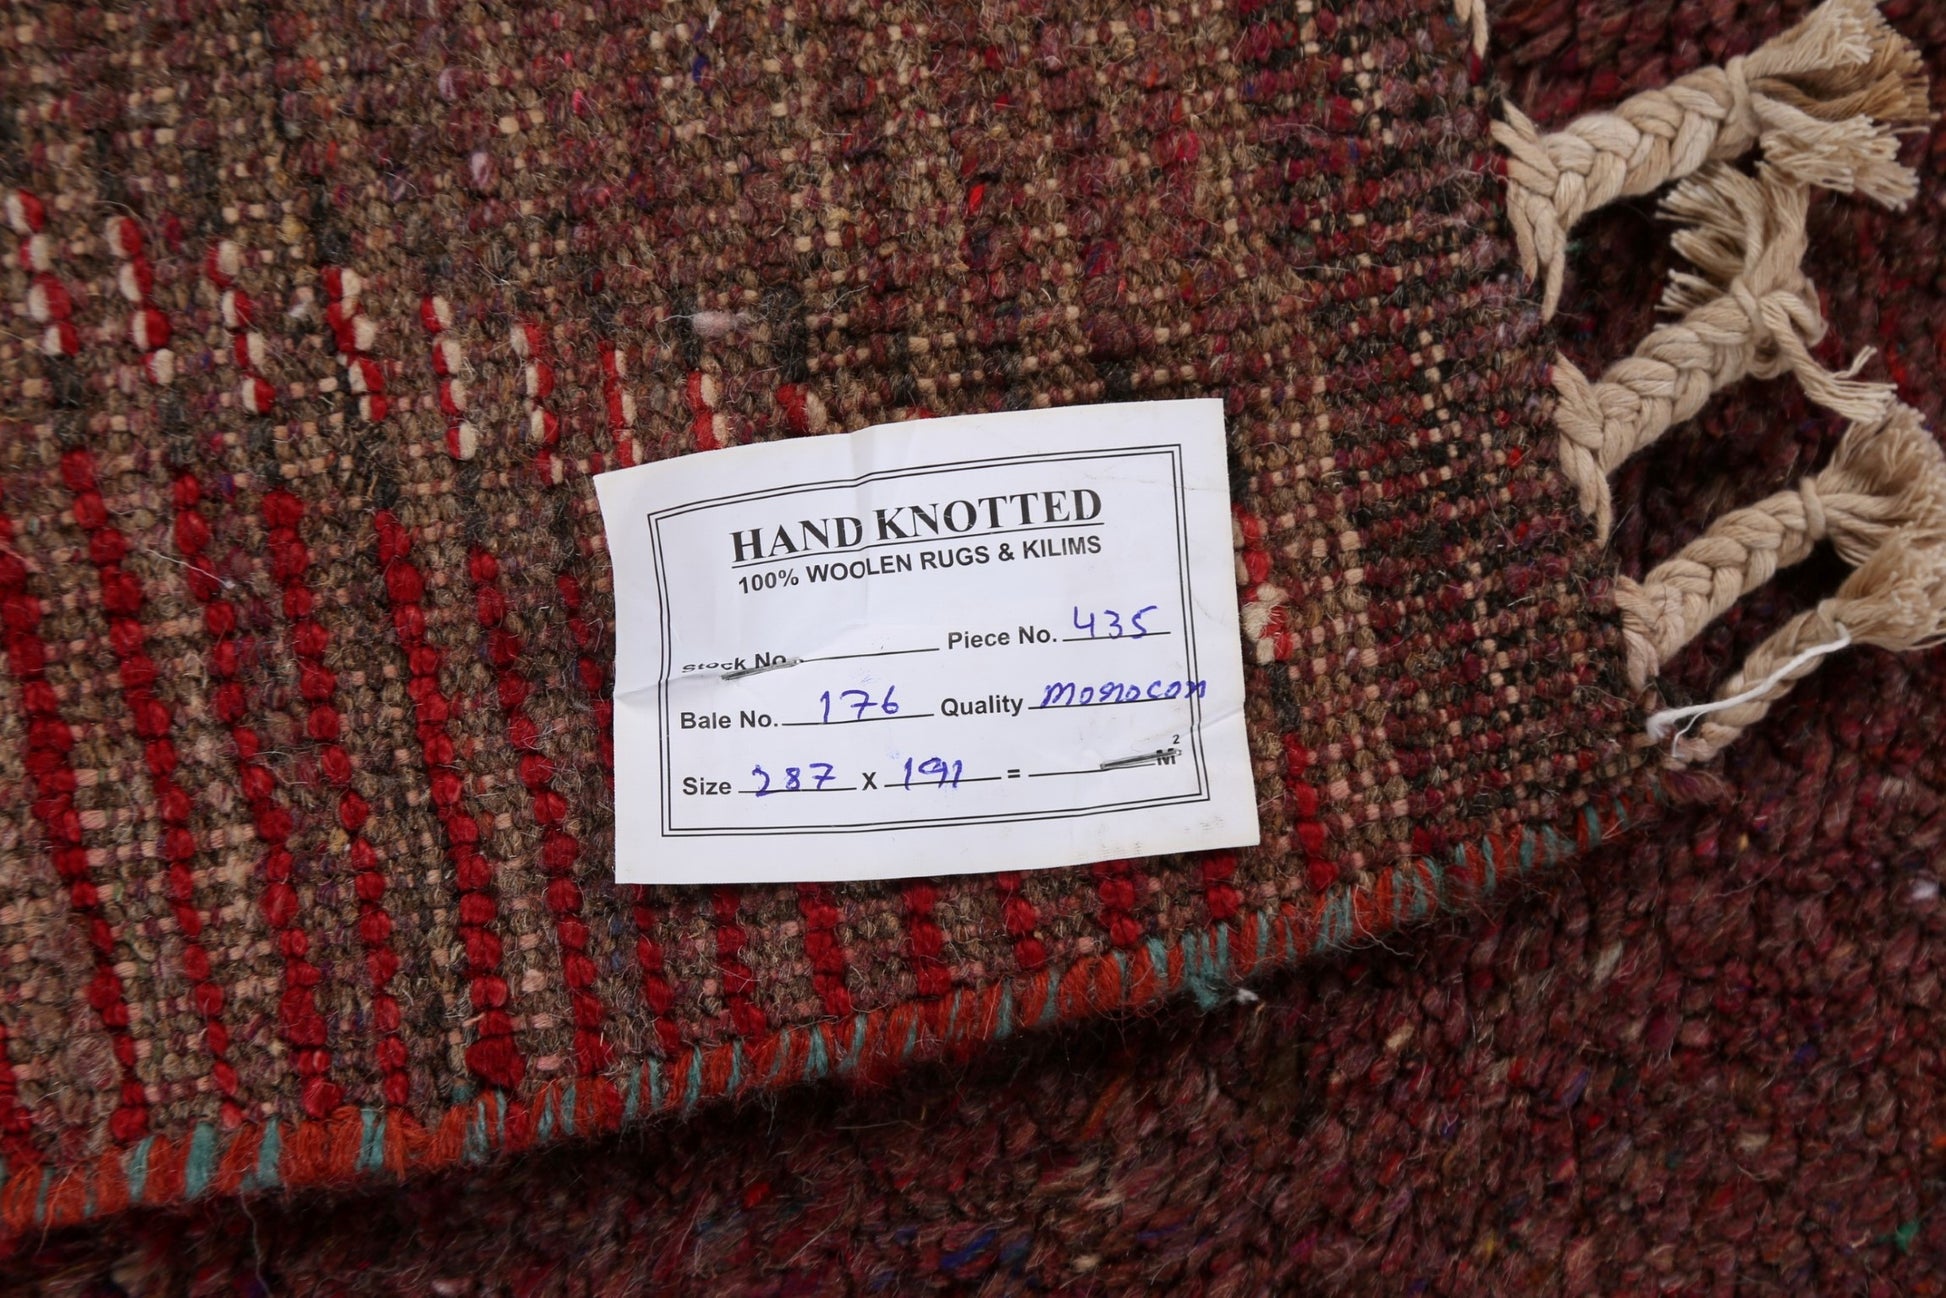 HAND KNOTTED
100% WOOLEN RUGS & KILIMS
Stock No. Piece No. 435
Bale No. 176 Quality Morrocon
Size 287 X 191 = M²